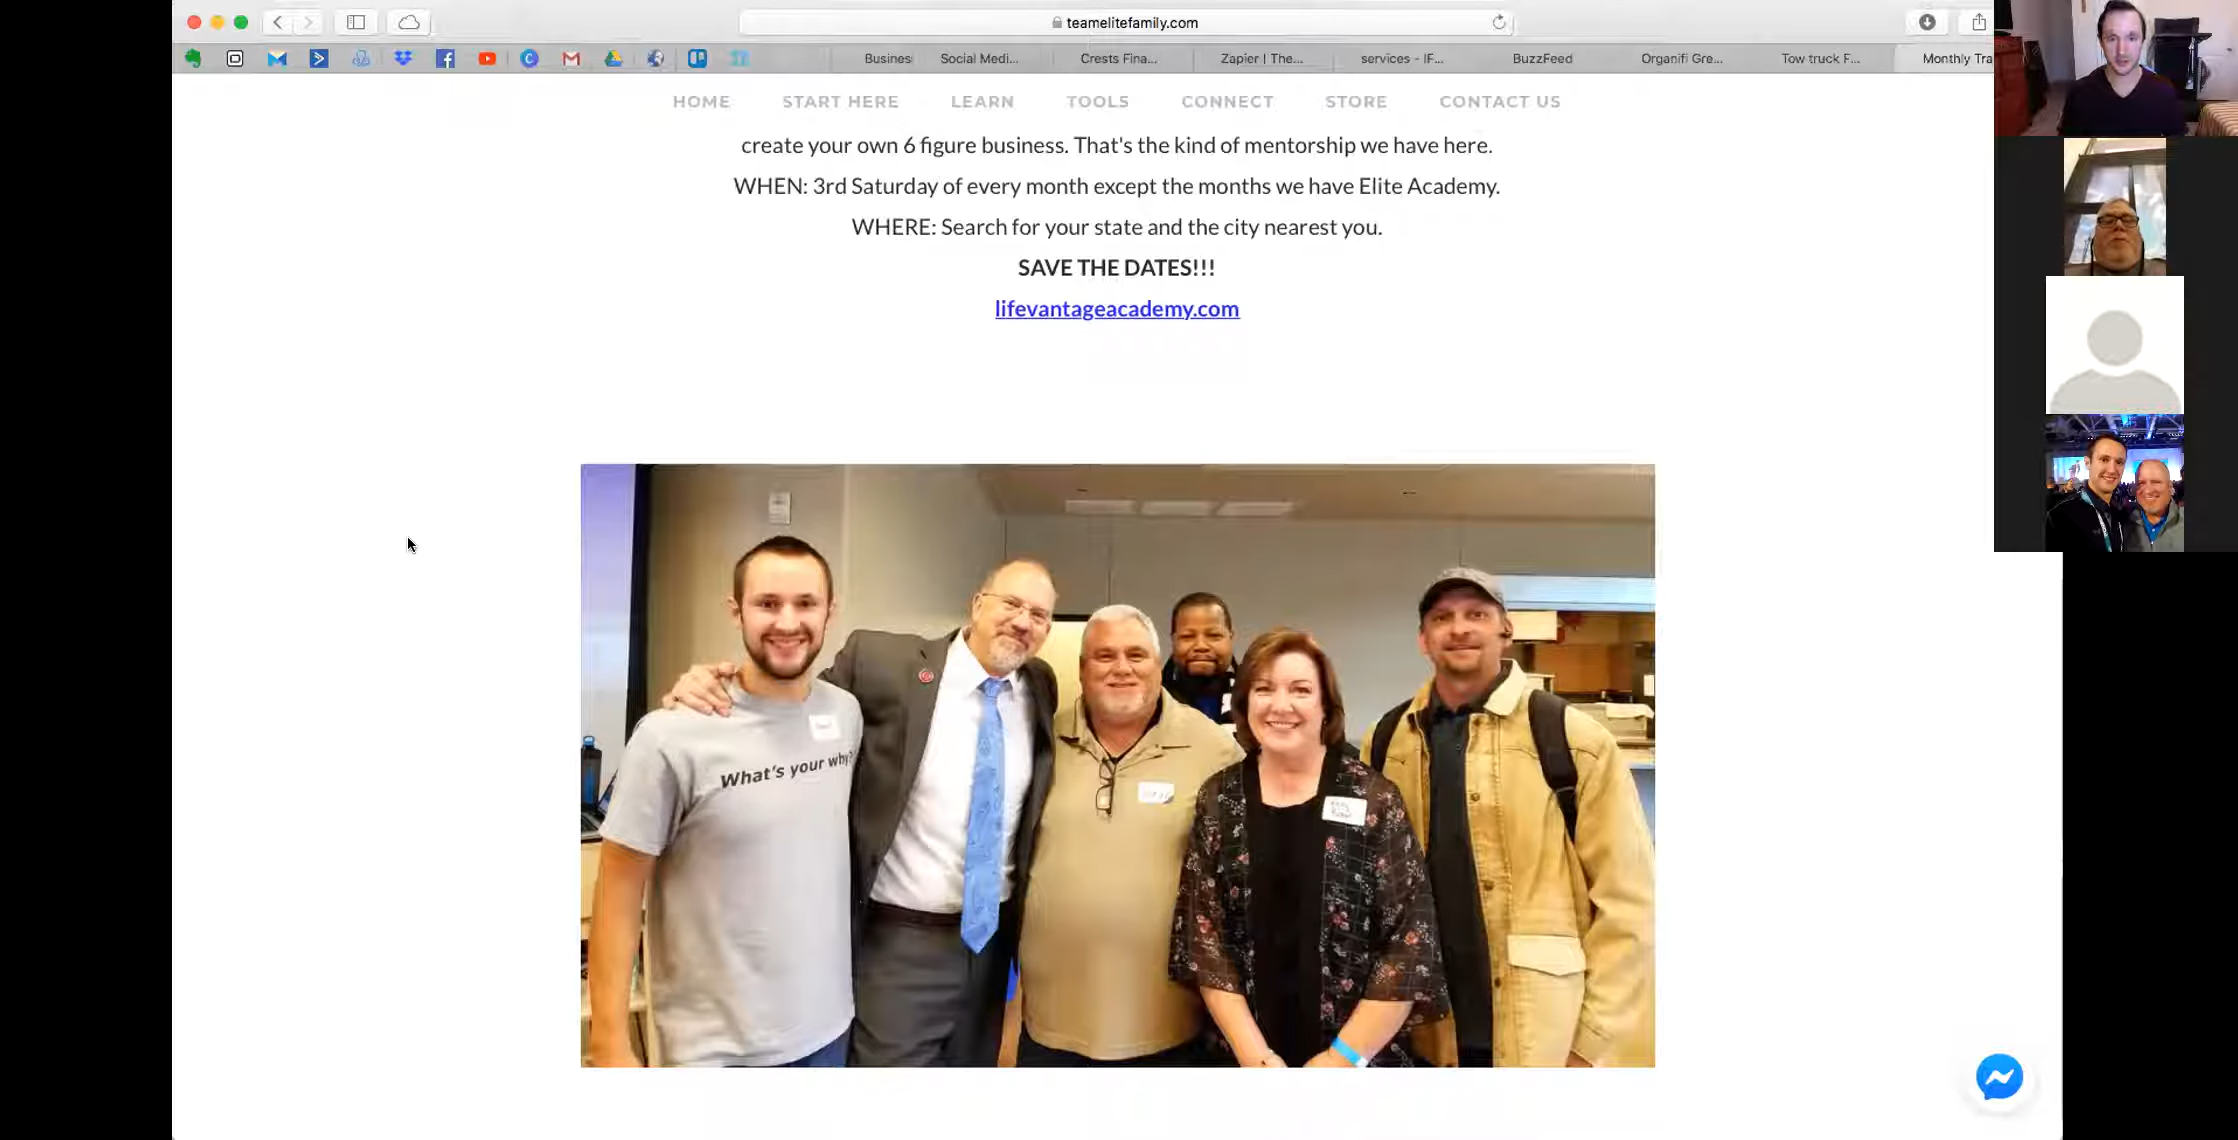 teamelitefamily.com
Busines
Social Medi...
Crests Fina...
Zapier | The...
services - IF...
BuzzFeed
Organifi Gre...
Tow truck F...
Monthly Tra
HOME
START HERE
LEARN
TOOLS
CONNECT
STORE
CONTACT US
create your own 6 figure business. That's the kind of mentorship we have here.
WHEN: 3rd Saturday of every month except the months we have Elite Academy.
WHERE: Search for your state and the city nearest you.
SAVE THE DATES!!!
lifevantageacademy.com
What's your why?